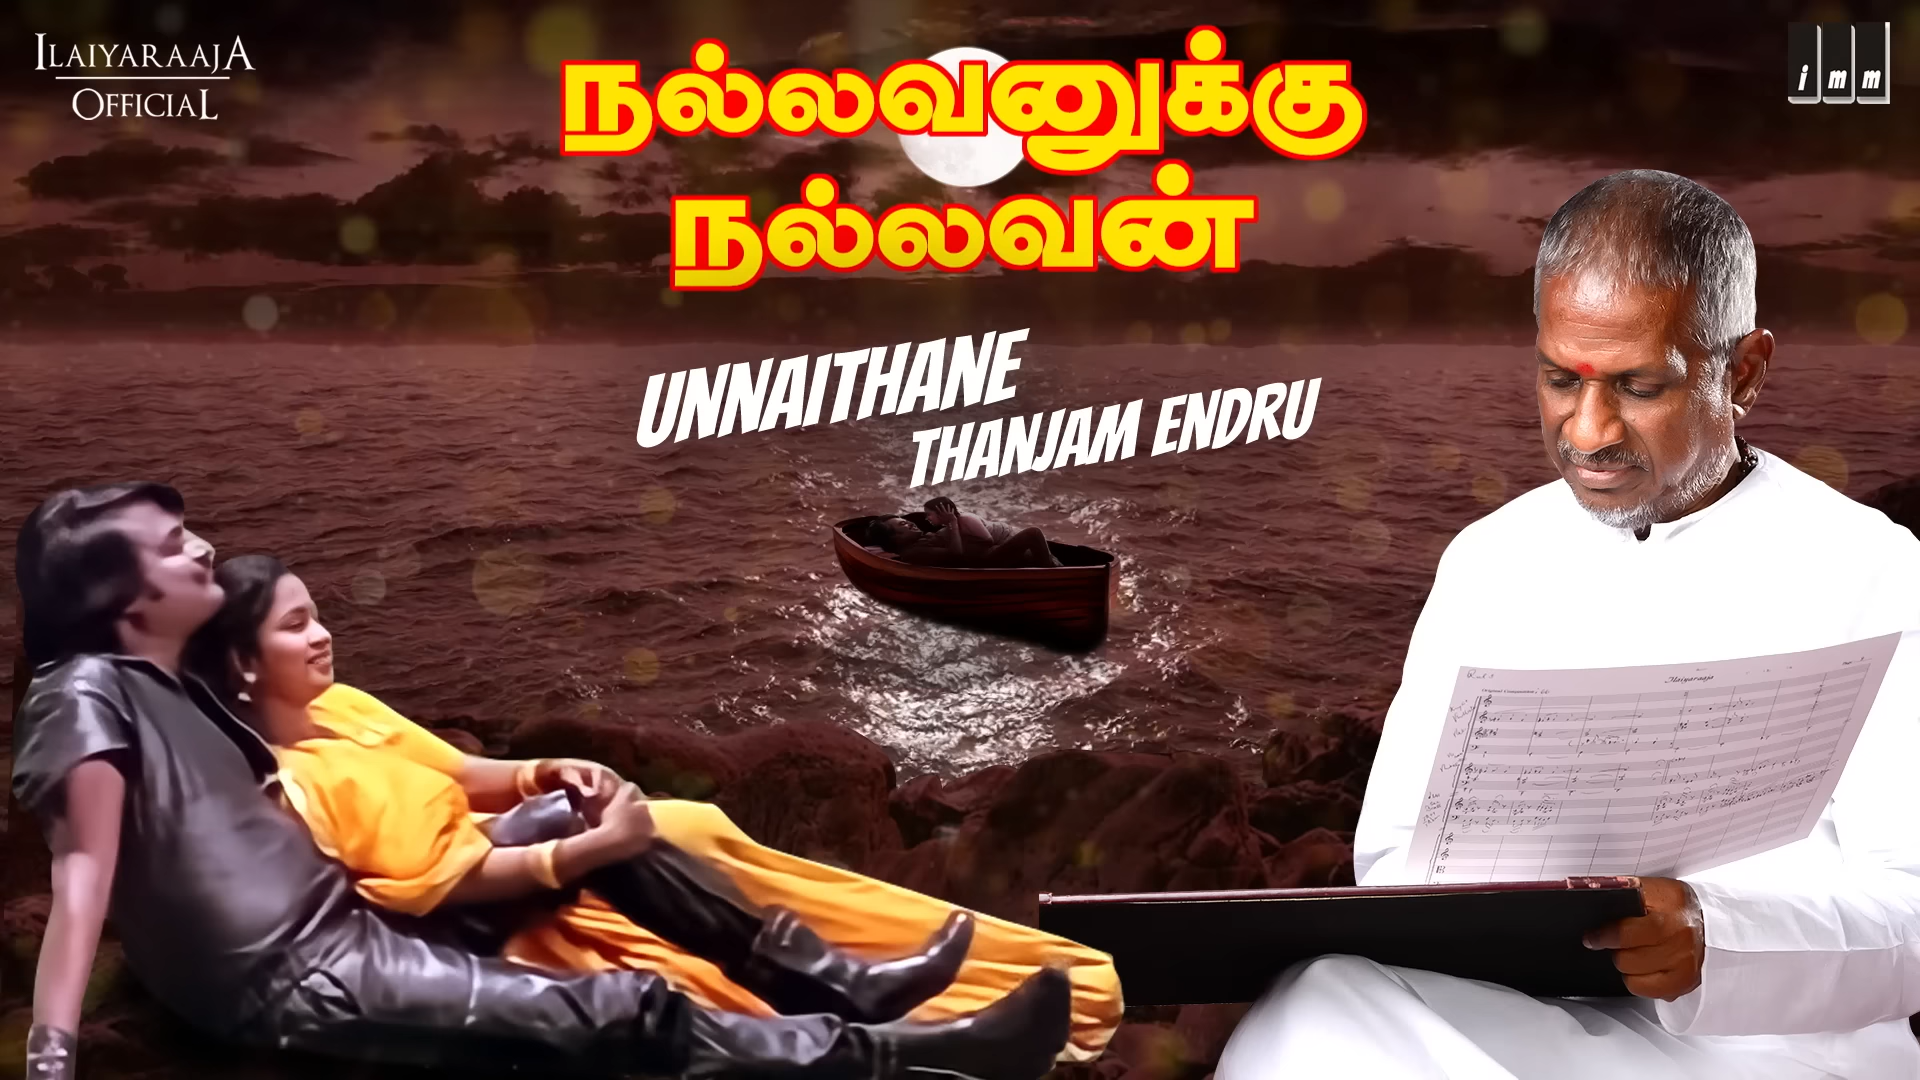 ILAIYARAAJA
OFFICIAL
நல்லவனுக்கு
நல்லவன்
imm
UNNAITHANE
THANJAM ENDRU
Ilaiyaraaja